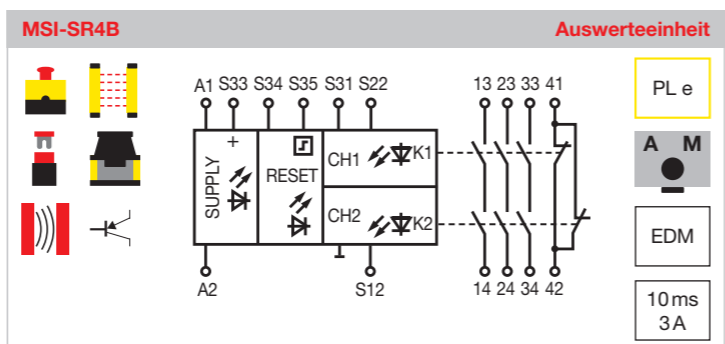 MSI-SR4B Auswerteeinheit
A1 S33 S34 S35 S31 S22
13 23 33 41
PL e
+
SUPPLY
RESET
CH1
K1
A M
CH2
K2
EDM
A2
S12
14 24 34 42
10 ms
3 A